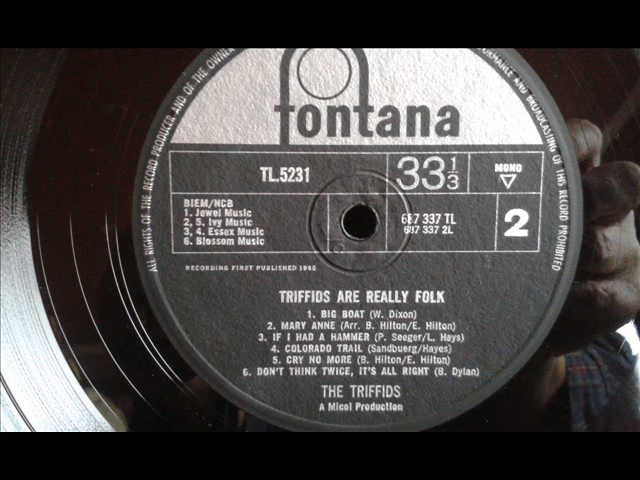 ALL RIGHTS OF THE RECORD PRODUCER AND OF THE OWNER
PERFORMANCE AND BROADCASTING OF THIS RECORD PROHIBITED
fontana
TL.5231
33⅓
MONO
BIEM/NCB
1. Jewel Music
2, 5. Ivy Music
3, 4. Essex Music
6. Blossom Music
687 337 TL
687 337 2L
2
RECORDING FIRST PUBLISHED 1965
TRIFFIDS ARE REALLY FOLK
1. BIG BOAT (W. Dixon)
2. MARY ANNE (Arr. B. Hilton/E. Hilton)
3. IF I HAD A HAMMER (P. Seeger/L. Hays)
4. COLORADO TRAIL (Sandbuerg/Hayes)
5. CRY NO MORE (B. Hilton/E. Hilton)
6. DON'T THINK TWICE, IT'S ALL RIGHT (B. Dylan)
THE TRIFFIDS
A Micol Production